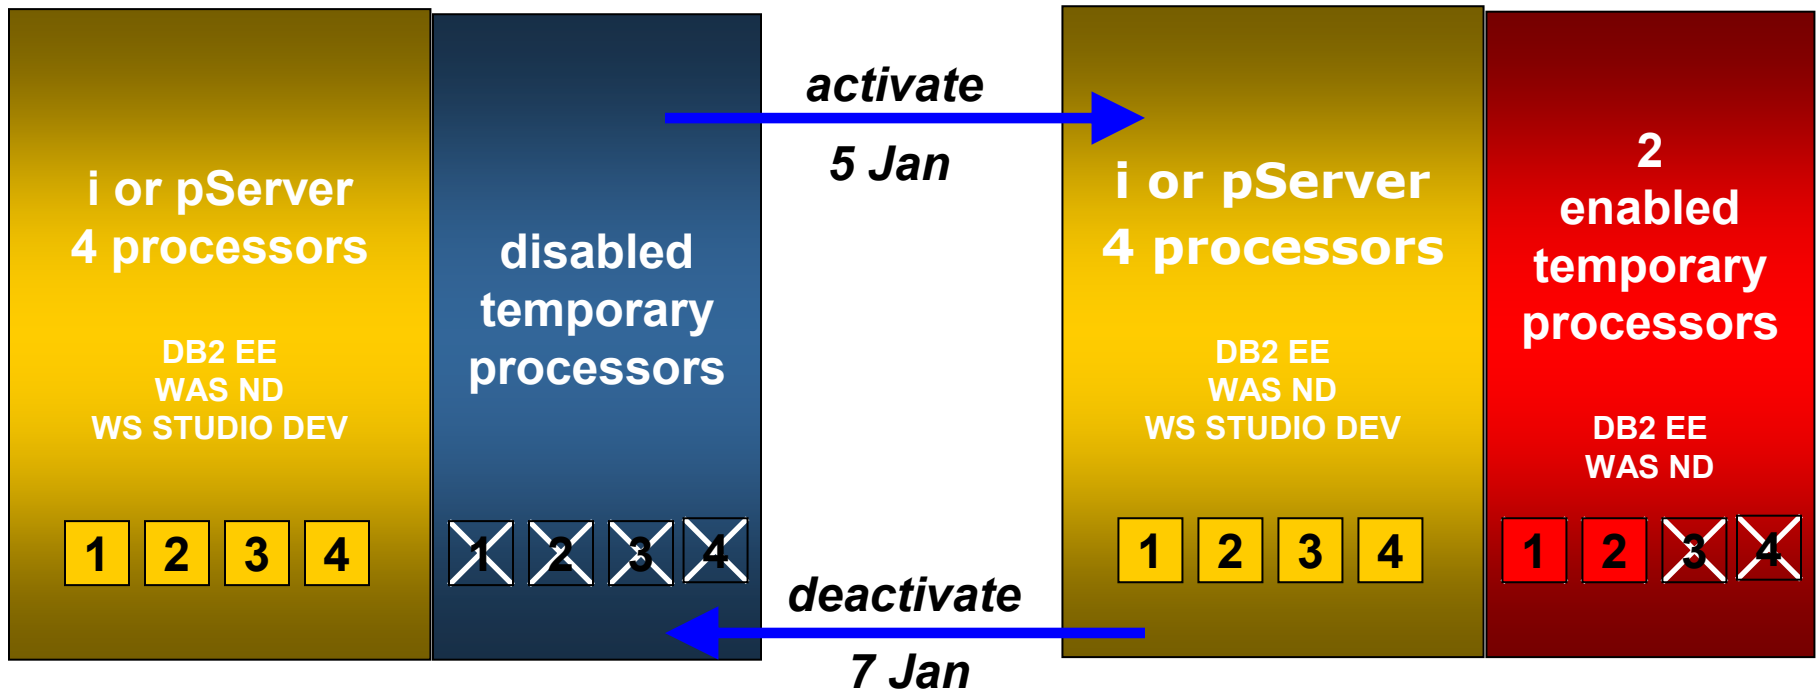 i or pServer
4 processors
DB2 EE
WAS ND
WS STUDIO DEV
1 2 3 4
disabled
temporary
processors
1 2 3 4
activate
5 Jan
deactivate
7 Jan
i or pServer
4 processors
DB2 EE
WAS ND
WS STUDIO DEV
1 2 3 4
2
enabled
temporary
processors
DB2 EE
WAS ND
1 2 3 4